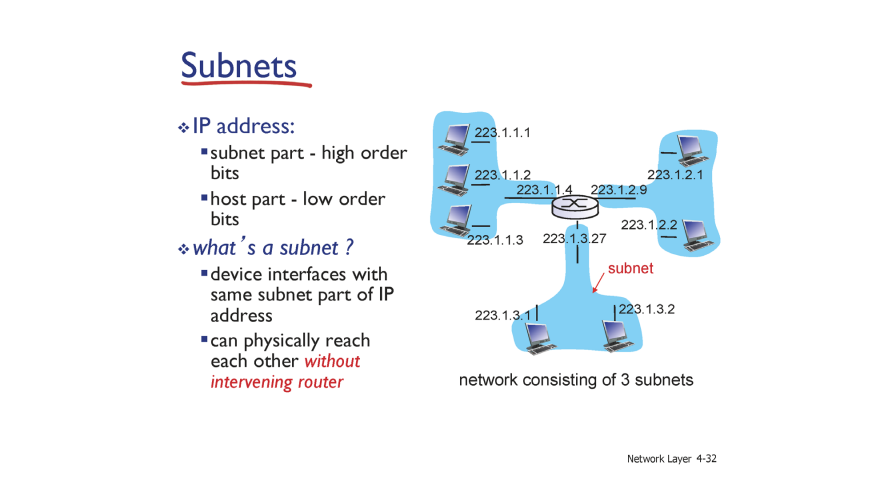 Subnets
IP address:
subnet part - high order
bits
host part - low order
bits
what's a subnet ?
device interfaces with
same subnet part of IP
address
can physically reach
each other without
intervening router
223.1.1.1
223.1.1.2
223.1.1.3
223.1.1.4
223.1.2.9
223.1.2.1
223.1.2.2
223.1.3.27
subnet
223.1.3.1
223.1.3.2
network consisting of 3 subnets
Network Layer 4-32